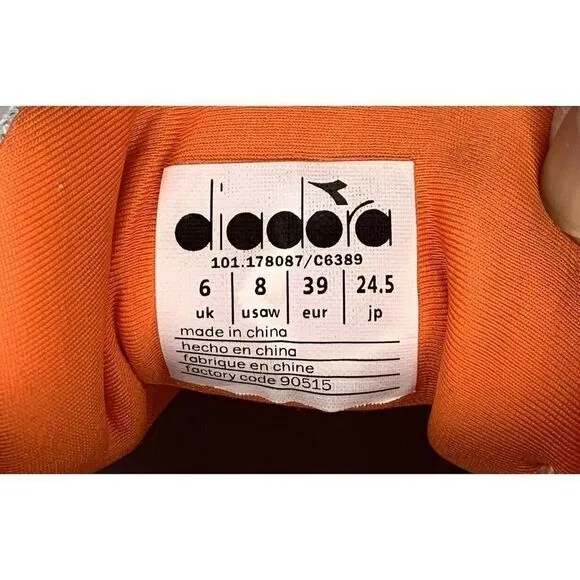 diadora
101.178087/C6389
6 8 39 24.5
uk usaw eur jp
made in china
hecho en china
fabrique en chine
factory code 90515